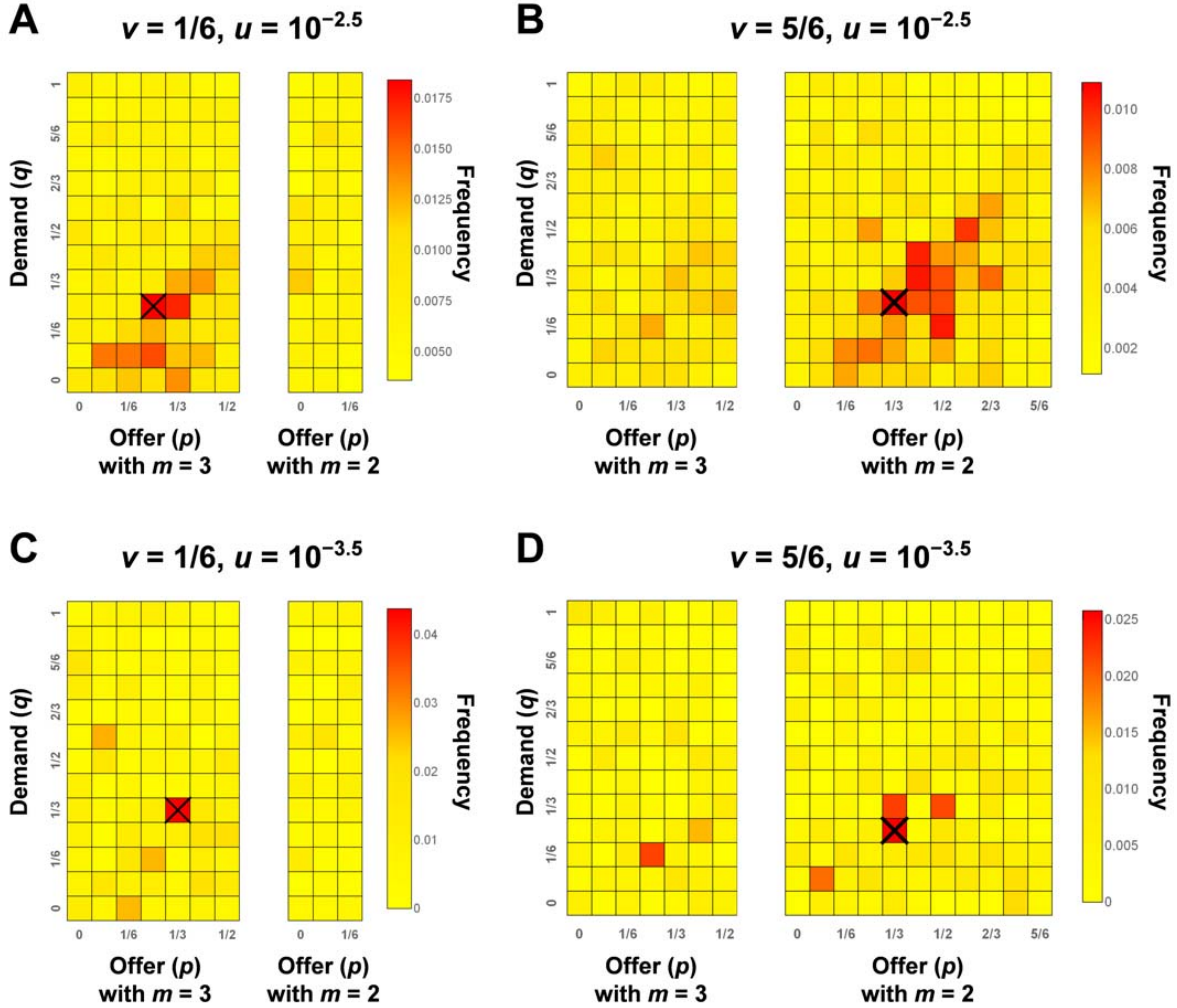 A
v = 1/6, u = 10⁻²·⁵
Demand (q)
1
5/6
2/3
1/2
1/3
1/6
0
0 1/6 1/3 1/2
Offer (p)
with m = 3
0 1/6
Offer (p)
with m = 2
0.0175
0.0150
0.0125
0.0100
0.0075
0.0050
Frequency
B
v = 5/6, u = 10⁻²·⁵
Demand (q)
1
5/6
2/3
1/2
1/3
1/6
0
0 1/6 1/3 1/2
Offer (p)
with m = 3
0 1/6 1/3 1/2 2/3 5/6
Offer (p)
with m = 2
0.010
0.008
0.006
0.004
0.002
Frequency
C
v = 1/6, u = 10⁻³·⁵
Demand (q)
1
5/6
2/3
1/2
1/3
1/6
0
0 1/6 1/3 1/2
Offer (p)
with m = 3
0 1/6
Offer (p)
with m = 2
0.04
0.03
0.02
0.01
0
Frequency
D
v = 5/6, u = 10⁻³·⁵
Demand (q)
1
5/6
2/3
1/2
1/3
1/6
0
0 1/6 1/3 1/2
Offer (p)
with m = 3
0 1/6 1/3 1/2 2/3 5/6
Offer (p)
with m = 2
0.025
0.020
0.015
0.010
0.005
0
Frequency